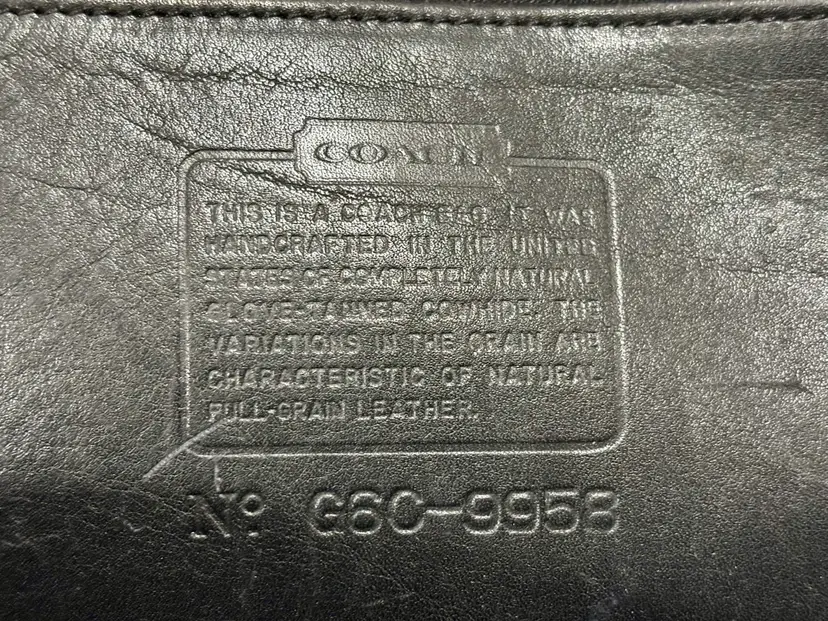 COACH
THIS IS A COACH BAG. IT WAS
HANDCRAFTED IN THE UNITED
STATES OF COMPLETELY NATURAL
GLOVE-TANNED COWHIDE. THE
VARIATIONS IN THE GRAIN ARE
CHARACTERISTIC OF NATURAL
FULL-GRAIN LEATHER.
Nº G6C-9958